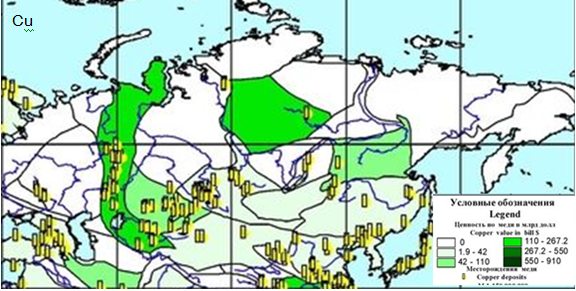 Cu
Условные обозначения
Legend
Ценность по меди в млрд долл
Copper value in bill $
0
1.9 - 42
42 - 110
110 - 267.2
267.2 - 550
550 - 910
Месторождения меди
Copper deposits